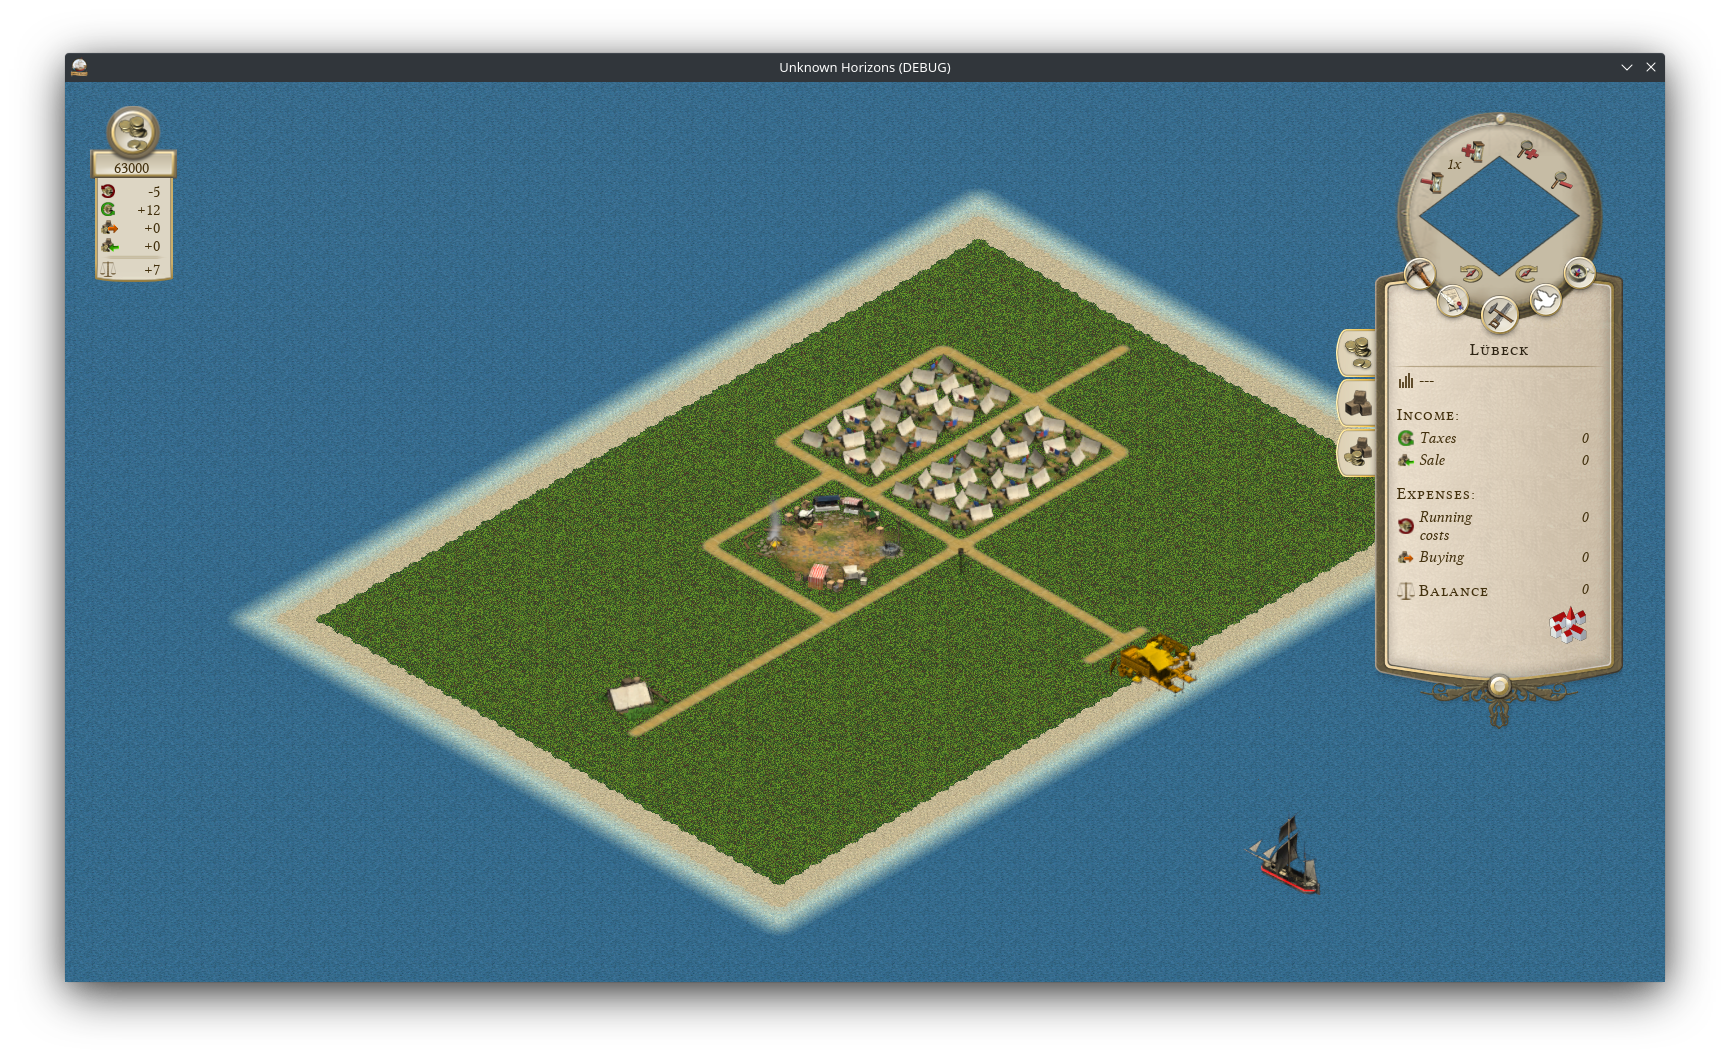 Unknown Horizons (DEBUG)
63000
-5
+12
+0
+0
+7
1x
Lübeck
---
Income:
Taxes 0
Sale 0
Expenses:
Running 0
costs
Buying 0
Balance 0